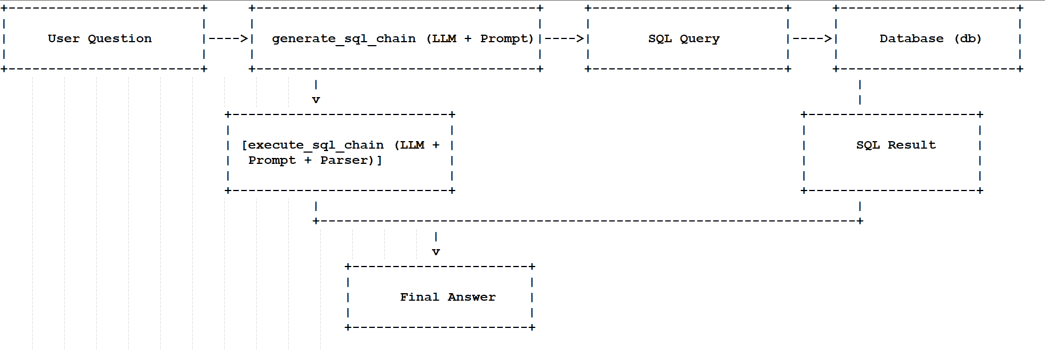 User Question
generate_sql_chain (LLM + Prompt)
SQL Query
Database (db)
[execute_sql_chain (LLM +
Prompt + Parser)]
SQL Result
Final Answer